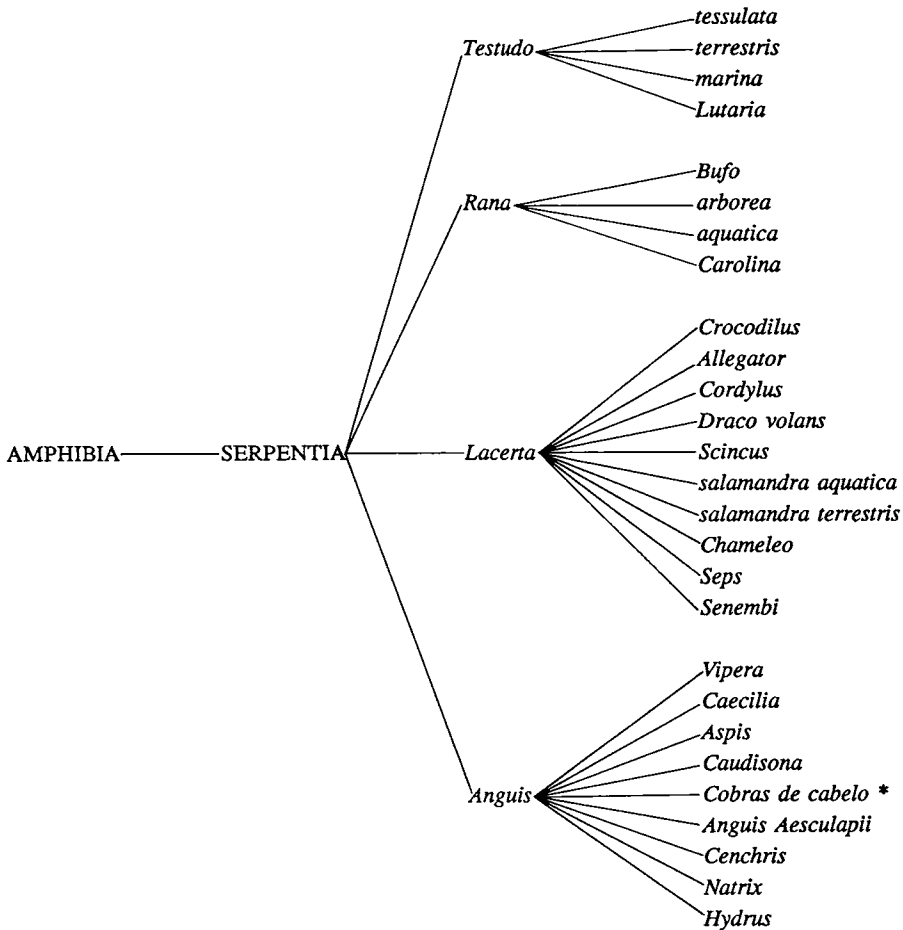 tessulata
Testudo
terrestris
marina
Lutaria
Bufo
Rana
arborea
aquatica
Carolina
Crocodilus
Allegator
Cordylus
Draco volans
AMPHIBIA SERPENTIA Lacerta Scincus
salamandra aquatica
salamandra terrestris
Chameleo
Seps
Senembi
Vipera
Caecilia
Aspis
Caudisona
Anguis Cobras de cabelo *
Anguis Aesculapii
Cenchris
Natrix
Hydrus